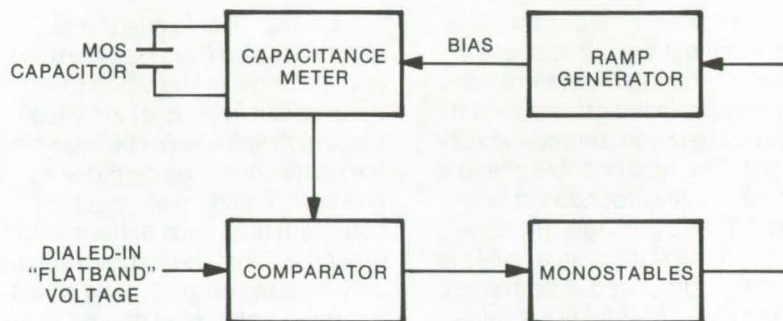 MOS
CAPACITOR
CAPACITANCE
METER
BIAS
RAMP
GENERATOR
DIALED-IN
"FLATBAND"
VOLTAGE
COMPARATOR
MONOSTABLES